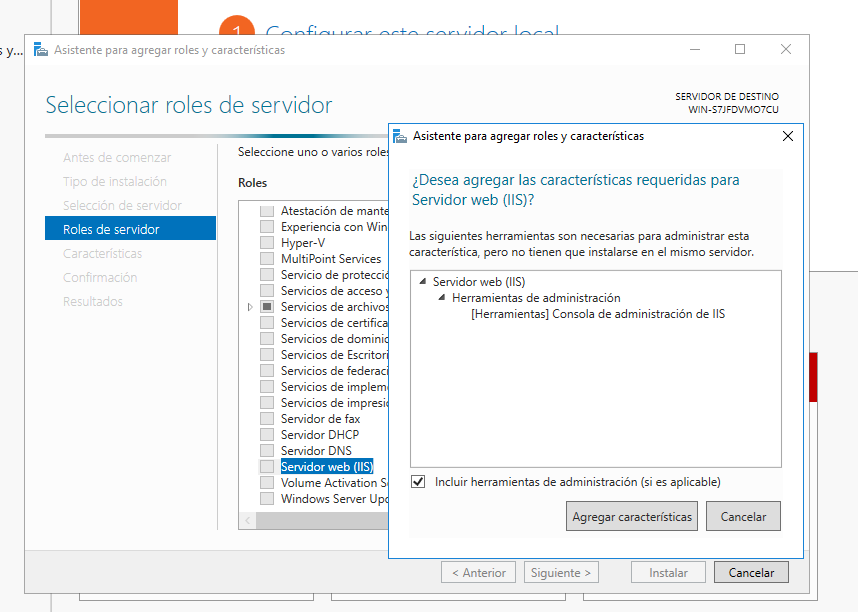 1 Configurar este servidor local
s y...
Asistente para agregar roles y características
Seleccionar roles de servidor
SERVIDOR DE DESTINO
WIN-S7JFDVMO7CU
Antes de comenzar
Tipo de instalación
Selección de servidor
Roles de servidor
Características
Confirmación
Resultados
Seleccione uno o varios roles
Roles
Atestación de mante
Experiencia con Win
Hyper-V
MultiPoint Services
Servicio de protecció
Servicios de acceso y
Servicios de archivos
Servicios de certifica
Servicios de dominio
Servicios de Escritori
Servicios de federaci
Servicios de implem
Servicios de impresió
Servidor de fax
Servidor DHCP
Servidor DNS
Servidor web (IIS)
Volume Activation S
Windows Server Upd
Asistente para agregar roles y características
¿Desea agregar las características requeridas para
Servidor web (IIS)?
Las siguientes herramientas son necesarias para administrar esta
característica, pero no tienen que instalarse en el mismo servidor.
Servidor web (IIS)
Herramientas de administración
[Herramientas] Consola de administración de IIS
Incluir herramientas de administración (si es aplicable)
Agregar características
Cancelar
< Anterior
Siguiente >
Instalar
Cancelar